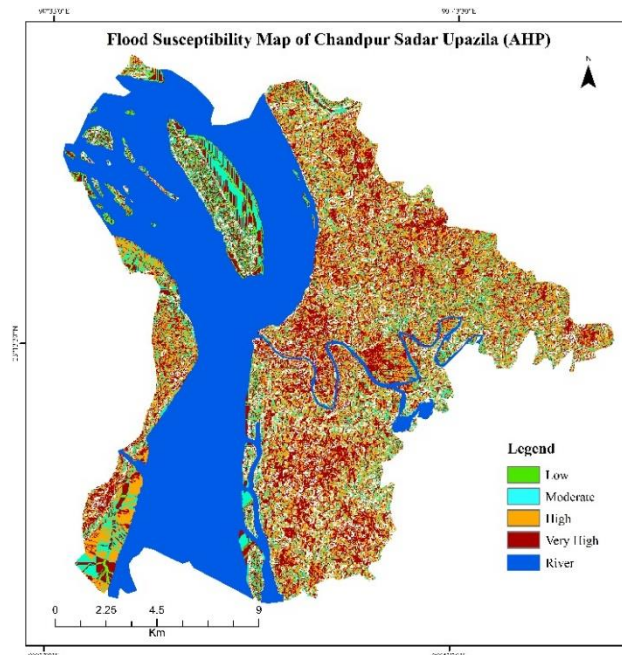 Flood Susceptibility Map of Chandpur Sadar Upazila (AHP)
N
Legend
Low
Moderate
High
Very High
River
0 2.25 4.5 9
Km